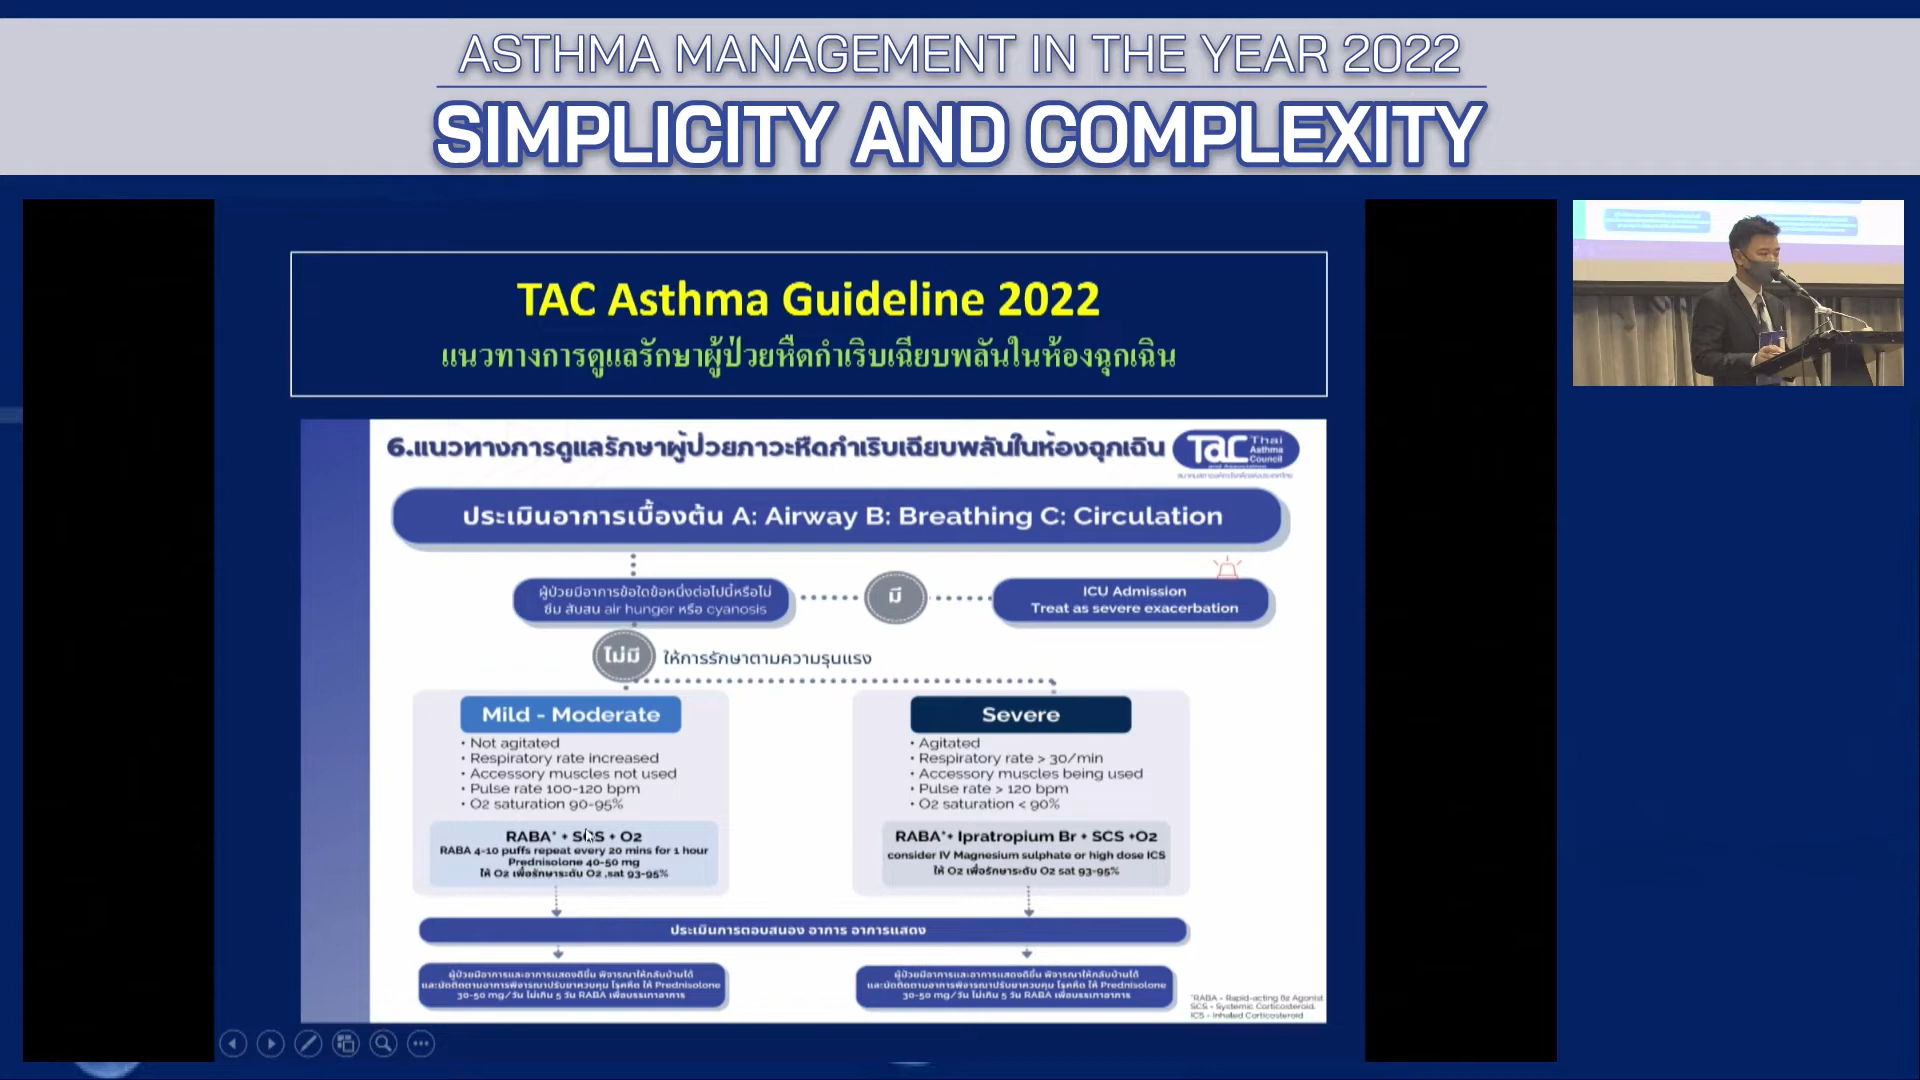 ASTHMA MANAGEMENT IN THE YEAR 2022
SIMPLICITY AND COMPLEXITY
TAC Asthma Guideline 2022
แนวทางการดูแลรักษาผู้ป่วยหืดกำเริบเฉียบพลันในห้องฉุกเฉิน
6.แนวทางการดูแลรักษาผู้ป่วยภาวะหืดกำเริบเฉียบพลันในห้องฉุกเฉิน
TAC Thai
Asthma
Council
and Association
ประเมินอาการเบื้องต้น A: Airway B: Breathing C: Circulation
ผู้ป่วยมีอาการข้อใดข้อหนึ่งต่อไปนี้หรือไม่
ซึม สับสน air hunger หรือ cyanosis
มี
ICU Admission
Treat as severe exacerbation
ไม่มี
ให้การรักษาตามความรุนแรง
Mild - Moderate
• Not agitated
• Respiratory rate increased
• Accessory muscles not used
• Pulse rate 100-120 bpm
• O2 saturation 90-95%
RABA* + SCS + O2
RABA 4-10 puffs repeat every 20 mins for 1 hour
Prednisolone 40-50 mg
ให้ O2 เพื่อรักษาระดับ O2 ,sat 93-95%
Severe
• Agitated
• Respiratory rate > 30/min
• Accessory muscles being used
• Pulse rate > 120 bpm
• O2 saturation < 90%
RABA*+ Ipratropium Br + SCS +O2
consider IV Magnesium sulphate or high dose ICS
ให้ O2 เพื่อรักษาระดับ O2 sat 93-95%
ประเมินการตอบสนอง อาการ อาการแสดง
ผู้ป่วยมีอาการและอาการแสดงดีขึ้น พิจารณาให้กลับบ้านได้
และนัดติดตามอาการพิจารณาปรับยาควบคุม โรคหืด ให้ Prednisolone
30-50 mg/วัน ไม่เกิน 5 วัน RABA เพื่อบรรเทาอาการ
ผู้ป่วยมีอาการและอาการแสดงดีขึ้น พิจารณาให้กลับบ้านได้
และนัดติดตามอาการพิจารณาปรับยาควบคุม โรคหืด ให้ Prednisolone
30-50 mg/วัน ไม่เกิน 5 วัน RABA เพื่อบรรเทาอาการ
*RABA = Rapid-acting B2 Agonist
SCS = Systemic Corticosteroid,
ICS = Inhaled Corticosteroid